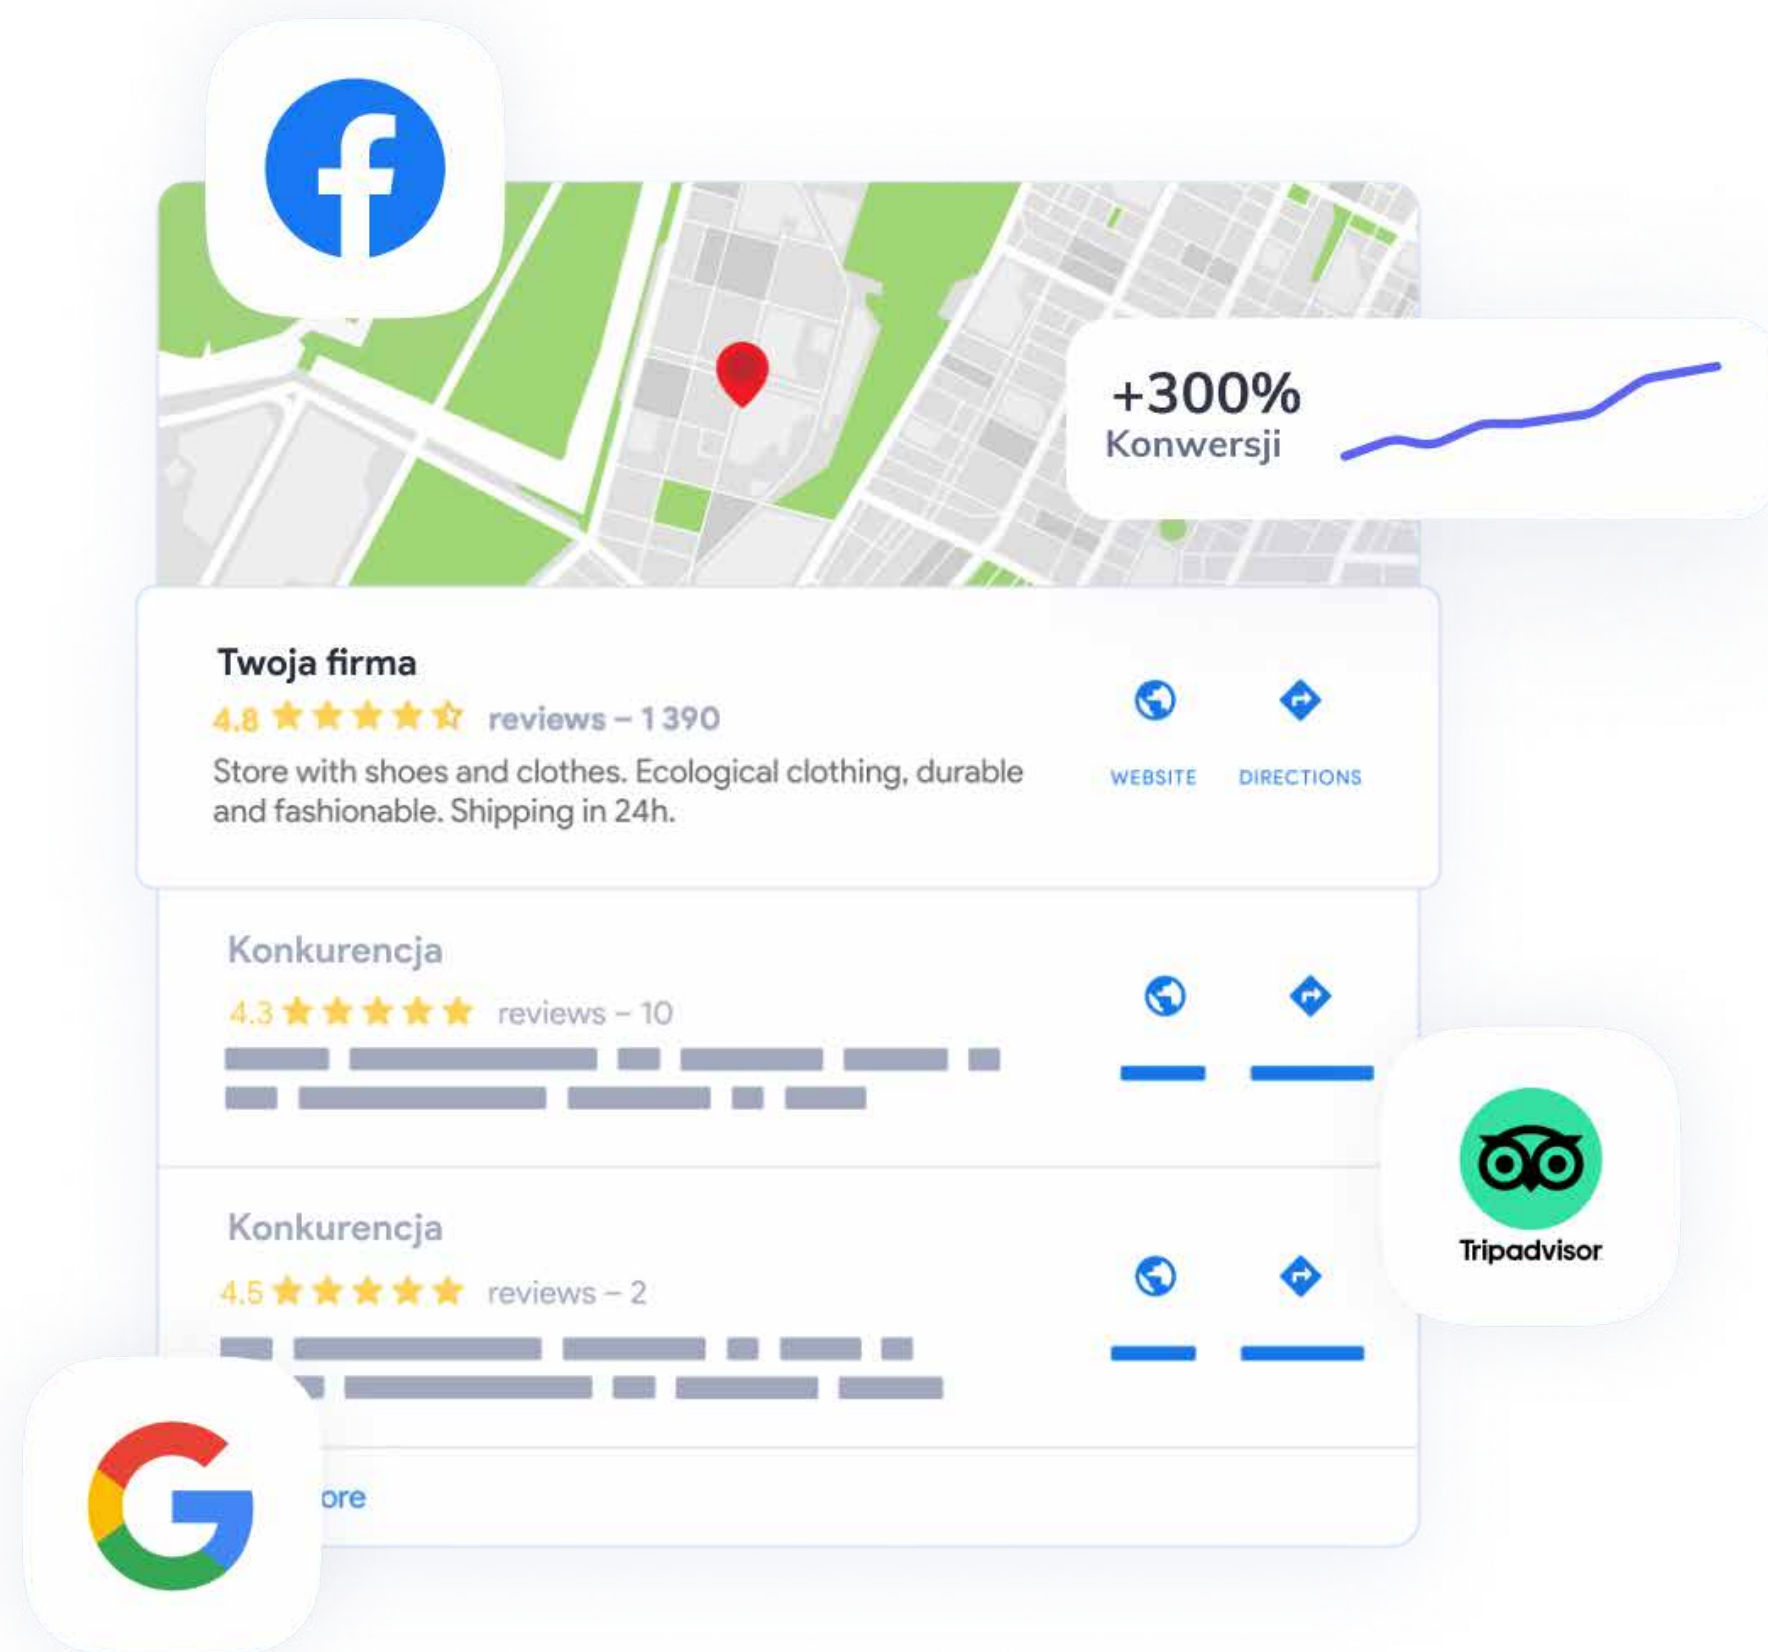 +300%
Konwersji
Twoja firma
4.8 reviews – 1 390
Store with shoes and clothes. Ecological clothing, durable
and fashionable. Shipping in 24h.
WEBSITE DIRECTIONS
Konkurencja
4.3 reviews – 10
Tripadvisor
Konkurencja
4.5 reviews – 2
ore